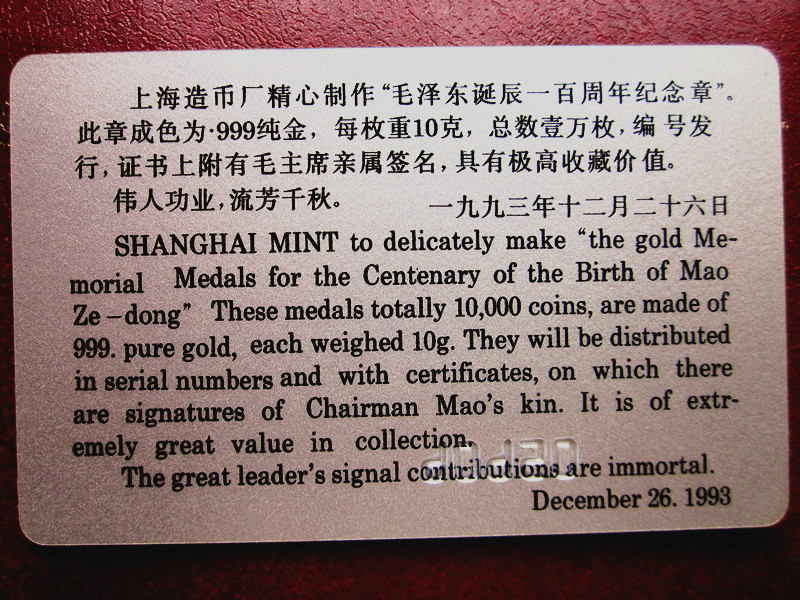 上海造币厂精心制作“毛泽东诞辰一百周年纪念章”。
此章成色为·999纯金，每枚重10克，总数壹万枚，编号发
行，证书上附有毛主席亲属签名，具有极高收藏价值。
伟人功业，流芳千秋。
一九九三年十二月二十六日
SHANGHAI MINT to delicately make “the gold Me-
morial Medals for the Centenary of the Birth of Mao
Ze–dong” These medals totally 10,000 coins, are made of
999. pure gold, each weighed 10g. They will be distributed
in serial numbers and with certificates, on which there
are signatures of Chairman Mao’s kin. It is of extr-
emely great value in collection.
The great leader’s signal contributions are immortal.
December 26. 1993